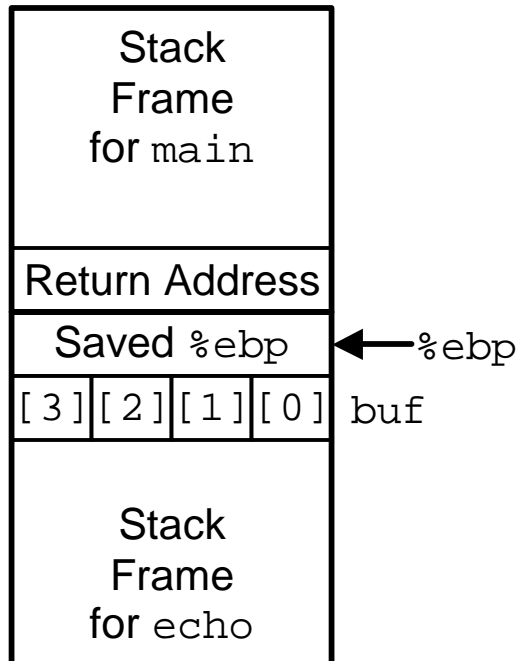 Stack
Frame
for main
Return Address
Saved %ebp
%ebp
[3][2][1][0] buf
Stack
Frame
for echo